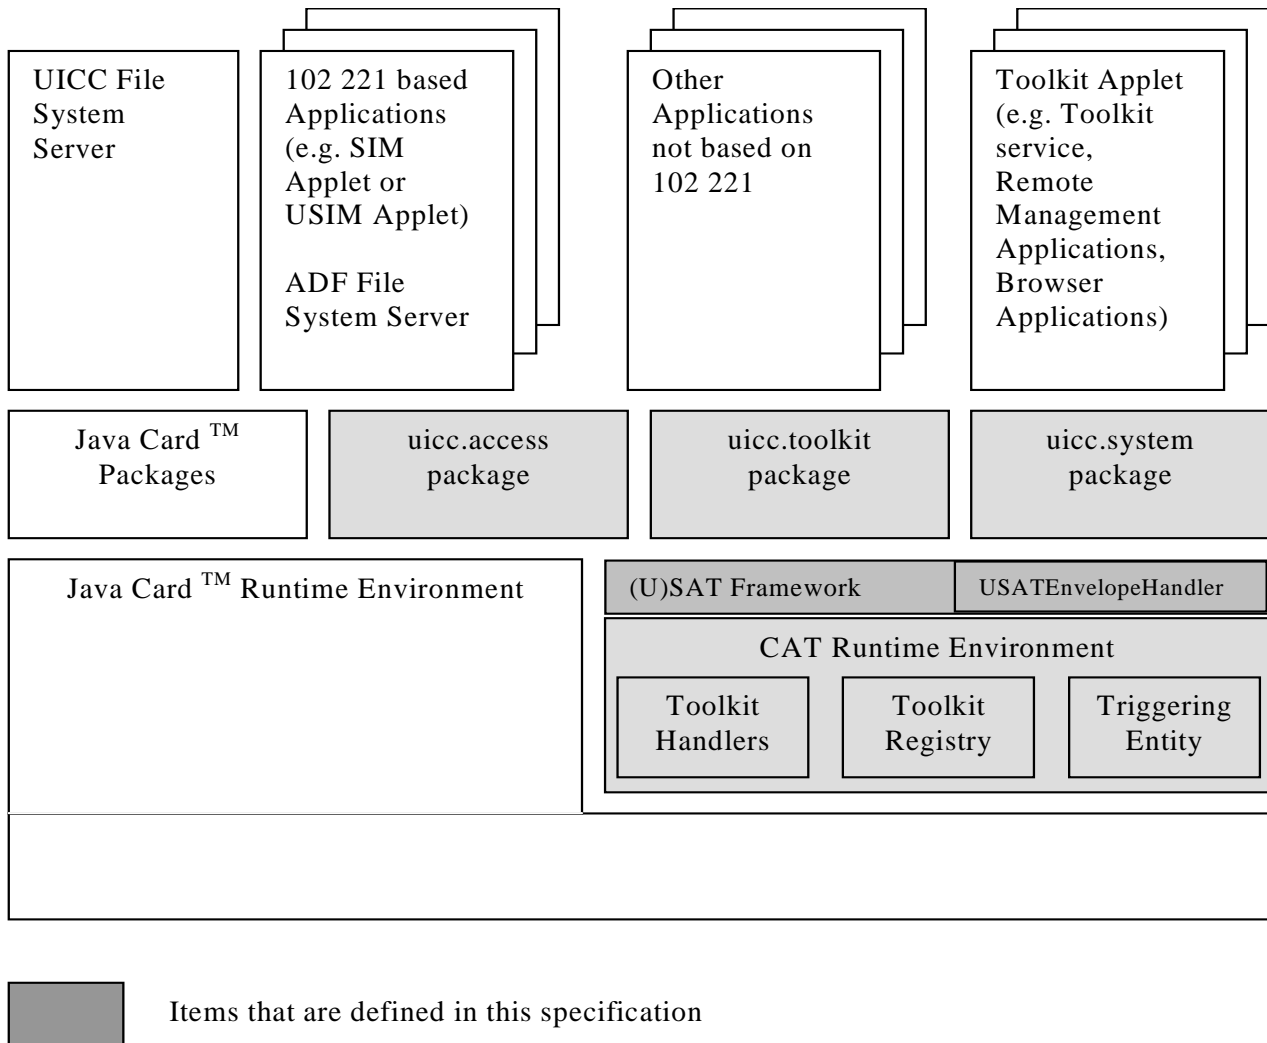 UICC File
System
Server
102 221 based
Applications
(e.g. SIM
Applet or
USIM Applet)
ADF File
System Server
Other
Applications
not based on
102 221
Toolkit Applet
(e.g. Toolkit
service,
Remote
Management
Applications,
Browser
Applications)
Java Card TM
Packages
uicc.access
package
uicc.toolkit
package
uicc.system
package
Java Card TM Runtime Environment
(U)SAT Framework
USATEnvelopeHandler
CAT Runtime Environment
Toolkit
Handlers
Toolkit
Registry
Triggering
Entity
Items that are defined in this specification